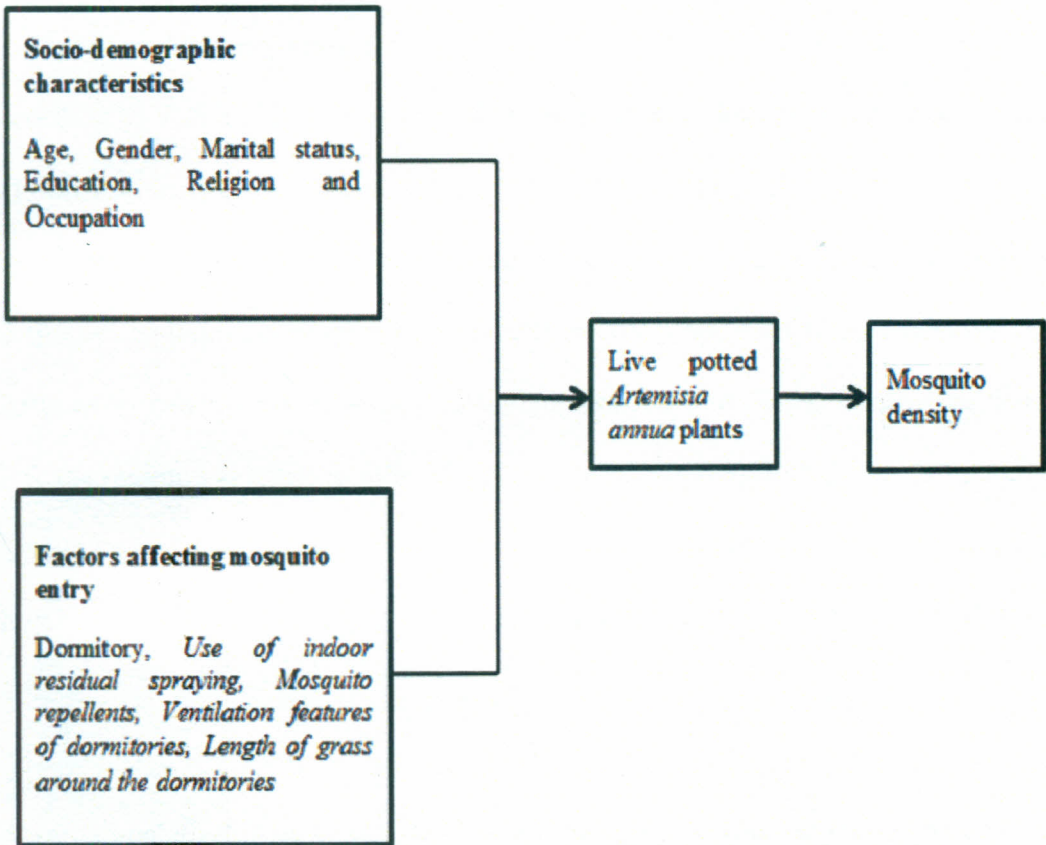 Socio-demographic
characteristics
Age, Gender, Marital status,
Education, Religion and
Occupation
Live potted
Artemisia
annua plants
Mosquito
density
Factors affecting mosquito
entry
Dormitory, Use of indoor
residual spraying, Mosquito
repellents, Ventilation features
of dormitories, Length of grass
around the dormitories